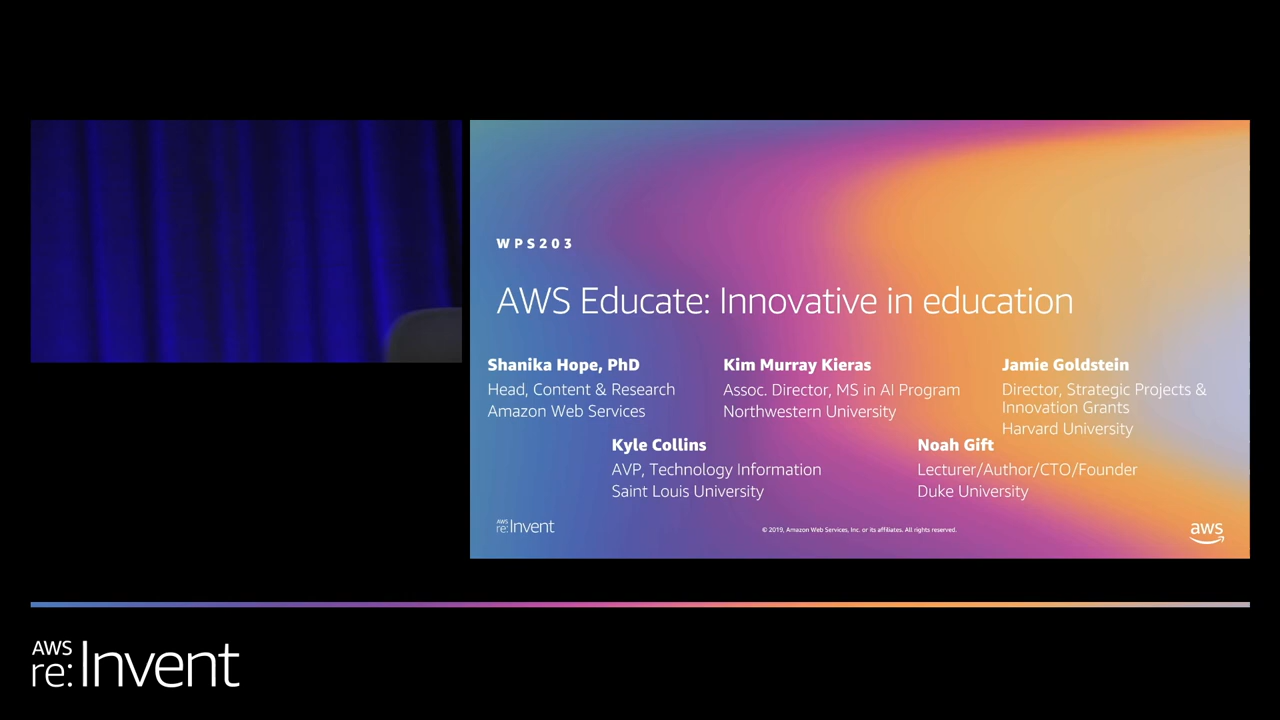 WPS203
AWS Educate: Innovative in education
Shanika Hope, PhD
Head, Content & Research
Amazon Web Services
Kim Murray Kieras
Assoc. Director, MS in AI Program
Northwestern University
Jamie Goldstein
Director, Strategic Projects &
Innovation Grants
Harvard University
Kyle Collins
AVP, Technology Information
Saint Louis University
Noah Gift
Lecturer/Author/CTO/Founder
Duke University
AWS
re:Invent
© 2019, Amazon Web Services, Inc. or its affiliates. All rights reserved.
aws
AWS
re:Invent